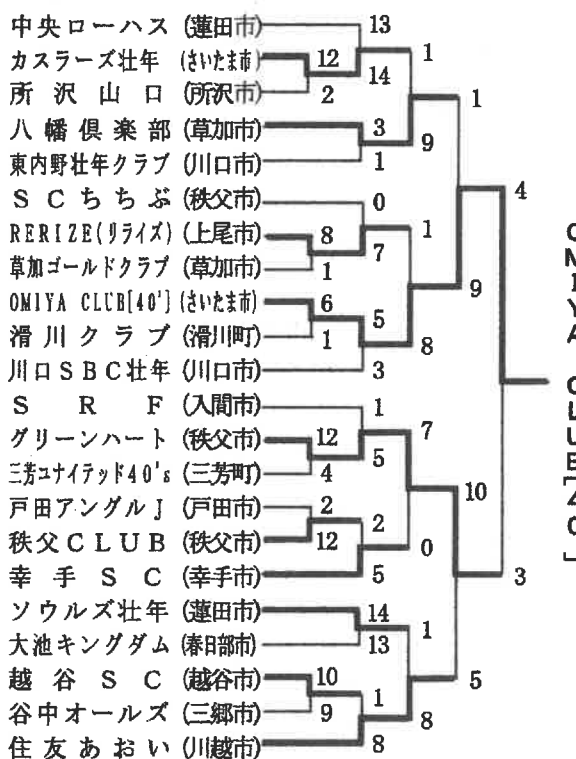 中央ローハス (蓮田市) 13
カスラーズ壮年 (さいたま市) 12 14 1
所沢山口 (所沢市) 2
1
八幡倶楽部 (草加市) 3 9
東内野壮年クラブ (川口市) 1
SCちちぶ (秩父市) 0 4
RERIZE(リライズ) (上尾市) 8 7 1
草加ゴールドクラブ (草加市) 1
9
OMIYA CLUB[40'] (さいたま市) 6 5 8
滑川クラブ (滑川町) 1
川口SBC壮年 (川口市) 3
SRF (入間市) 1
グリーンハート (秩父市) 12 5 7
三芳ユナイテッド40's (三芳町) 4
10
戸田アングルJ (戸田市) 2 2 0
秩父CLUB (秩父市) 12
幸手SC (幸手市) 5 3
ソウルズ壮年 (蓮田市) 14 1
大池キングダム (春日部市) 13
5
越谷SC (越谷市) 10 1 8
谷中オールズ (三郷市) 9
住友あおい (川越市) 8
OMIYA CLUB[40']